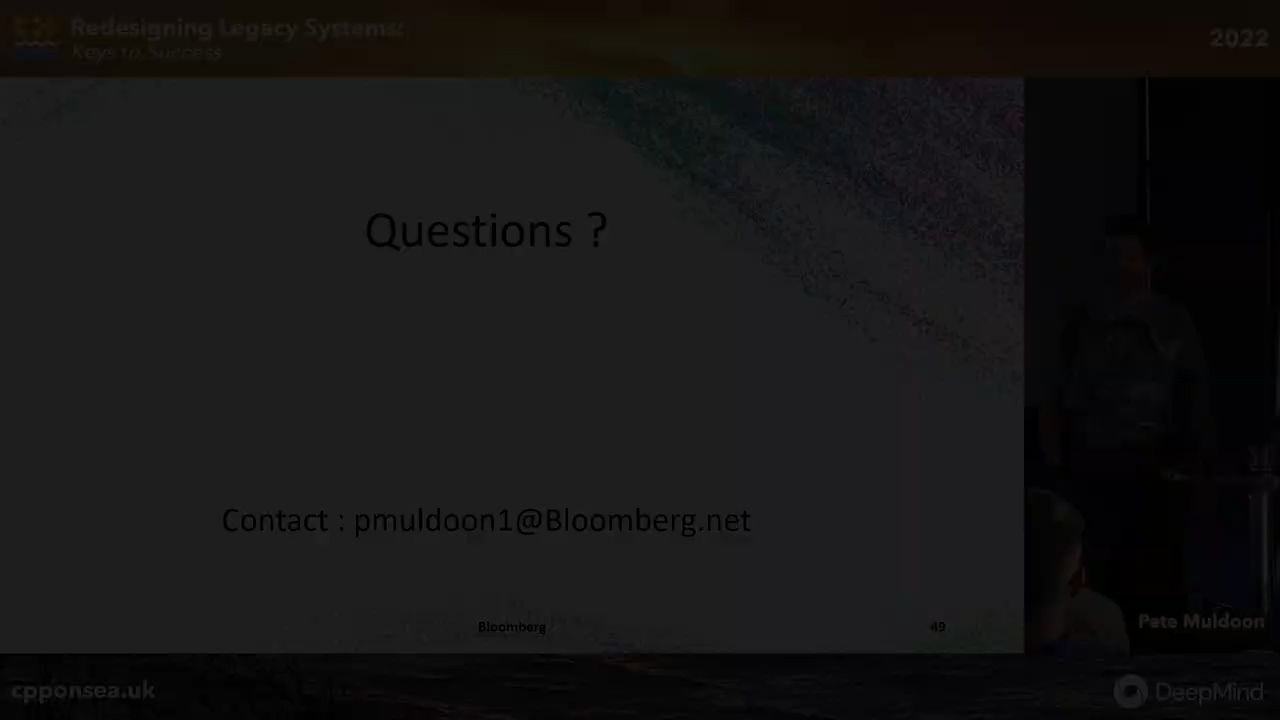 Redesigning Legacy Systems:
Keys to Success
2022
Questions ?
Contact : pmuldoon1@Bloomberg.net
Bloomberg
49
Pete Muldoon
cpponsea.uk
DeepMind